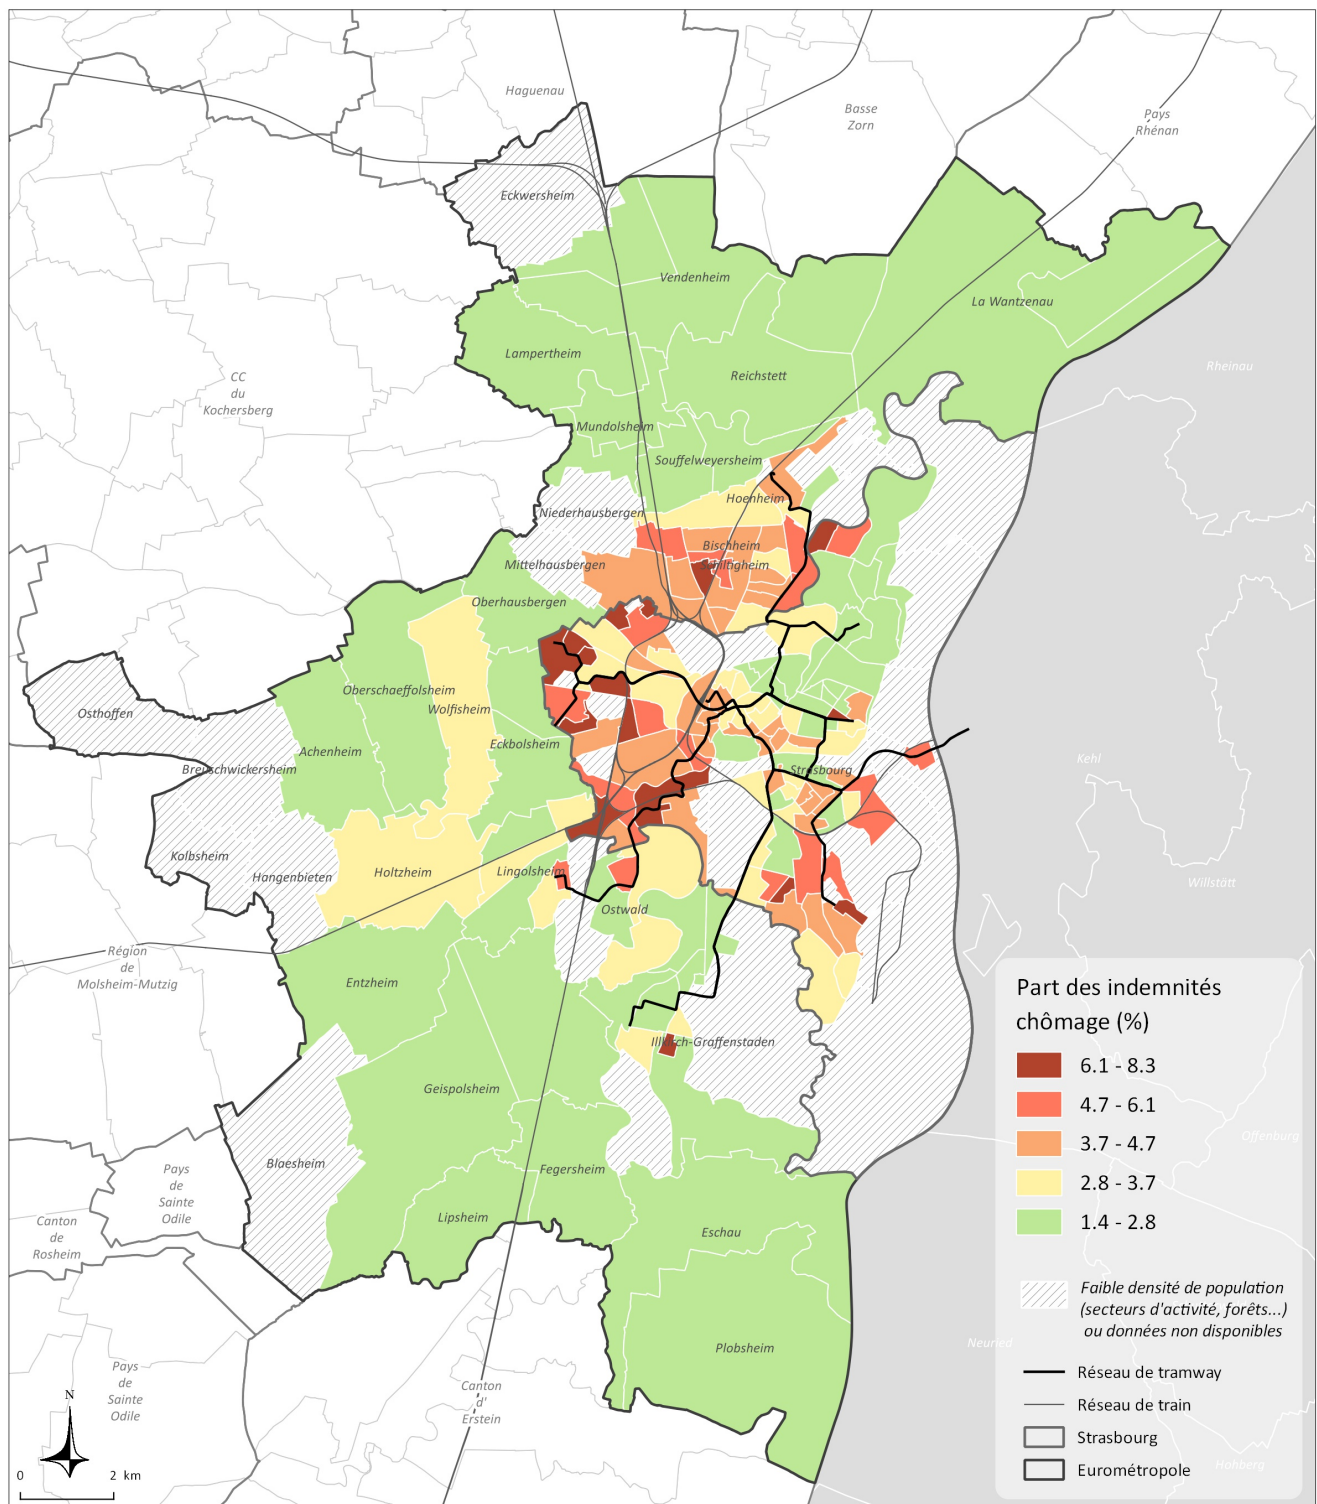 Haguenau
Basse
Zorn
Pays
Rhénan
Eckwersheim
Vendenheim
La Wantzenau
Lampertheim
Reichstett
Rheinau
CC
du
Kochersberg
Mundolsheim
Souffelweyersheim
Hoenheim
Niederhausbergen
Bischheim
Mittelhausbergen
Schiltigheim
Oberhausbergen
Oberschaeffolsheim
Wolfisheim
Osthoffen
Eckbolsheim
Achenheim
Breuschwickersheim
Strasbourg
Kehl
Kolbsheim
Hangenbieten
Holtzheim
Lingolsheim
Willstätt
Ostwald
Région
de
Molsheim-Mutzig
Entzheim
Illkirch-Graffenstaden
Geispolsheim
Blaesheim
Fegersheim
Pays
de
Sainte
Odile
Lipsheim
Eschau
Canton
de
Rosheim
Plobsheim
Pays
de
Sainte
Odile
Canton
d'
Erstein
Offenburg
Neuried
Hohberg
N
0 2 km
Part des indemnités
chômage (%)
6.1 - 8.3
4.7 - 6.1
3.7 - 4.7
2.8 - 3.7
1.4 - 2.8
Faible densité de population
(secteurs d'activité, forêts...)
ou données non disponibles
Réseau de tramway
Réseau de train
Strasbourg
Eurométropole